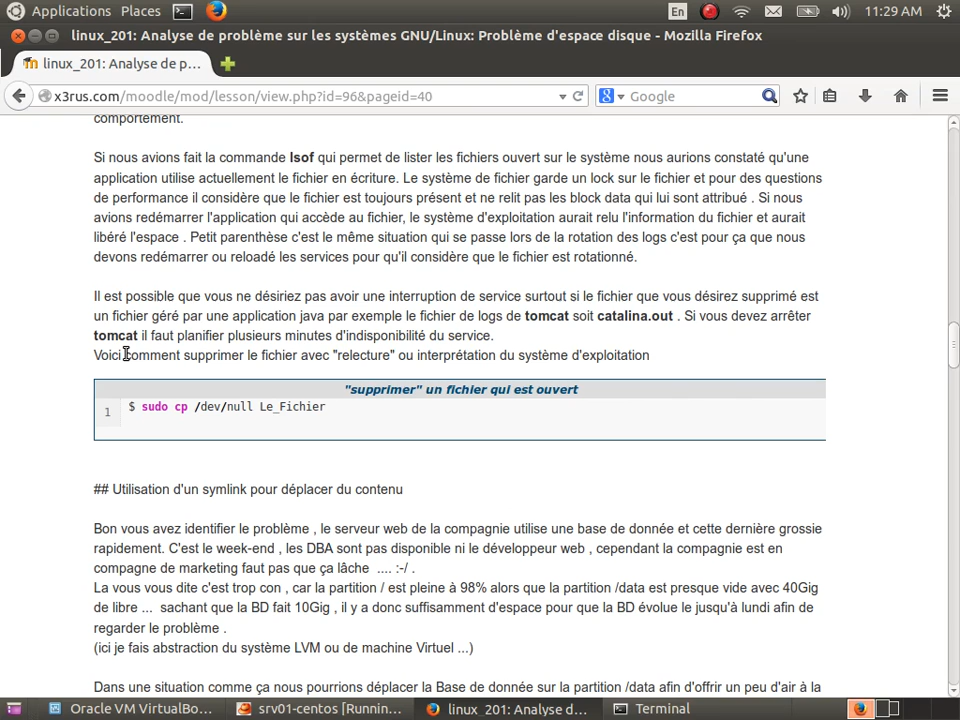 Applications Places En 11:29 AM
linux_201: Analyse de problème sur les systèmes GNU/Linux: Problème d'espace disque - Mozilla Firefox
linux_201: Analyse de p...
x3rus.com/moodle/mod/lesson/view.php?id=96&pageid=40 Google
comportement.
Si nous avions fait la commande lsof qui permet de lister les fichiers ouvert sur le système nous aurions constaté qu'une
application utilise actuellement le fichier en écriture. Le système de fichier garde un lock sur le fichier et pour des questions
de performance il considère que le fichier est toujours présent et ne relit pas les block data qui lui sont attribué . Si nous
avions redémarrer l'application qui accède au fichier, le système d'exploitation aurait relu l'information du fichier et aurait
libéré l'espace . Petit parenthèse c'est le même situation qui se passe lors de la rotation des logs c'est pour ça que nous
devons redémarrer ou reloadé les services pour qu'il considère que le fichier est rotationné.
Il est possible que vous ne désiriez pas avoir une interruption de service surtout si le fichier que vous désirez supprimé est
un fichier géré par une application java par exemple le fichier de logs de tomcat soit catalina.out . Si vous devez arrêter
tomcat il faut planifier plusieurs minutes d'indisponibilité du service.
Voici comment supprimer le fichier avec "relecture" ou interprétation du système d'exploitation
"supprimer" un fichier qui est ouvert
1 $ sudo cp /dev/null Le_Fichier
## Utilisation d'un symlink pour déplacer du contenu
Bon vous avez identifier le problème , le serveur web de la compagnie utilise une base de donnée et cette dernière grossie
rapidement. C'est le week-end , les DBA sont pas disponible ni le développeur web , cependant la compagnie est en
compagne de marketing faut pas que ça lâche .... :-/ .
La vous vous dite c'est trop con , car la partition / est pleine à 98% alors que la partition /data est presque vide avec 40Gig
de libre ... sachant que la BD fait 10Gig , il y a donc suffisamment d'espace pour que la BD évolue le jusqu'à lundi afin de
regarder le problème .
(ici je fais abstraction du système LVM ou de machine Virtuel ...)
Dans une situation comme ça nous pourrions déplacer la Base de donnée sur la partition /data afin d'offrir un peu d'air à la
Oracle VM VirtualBo... srv01-centos [Runnin... linux_201: Analyse d... Terminal